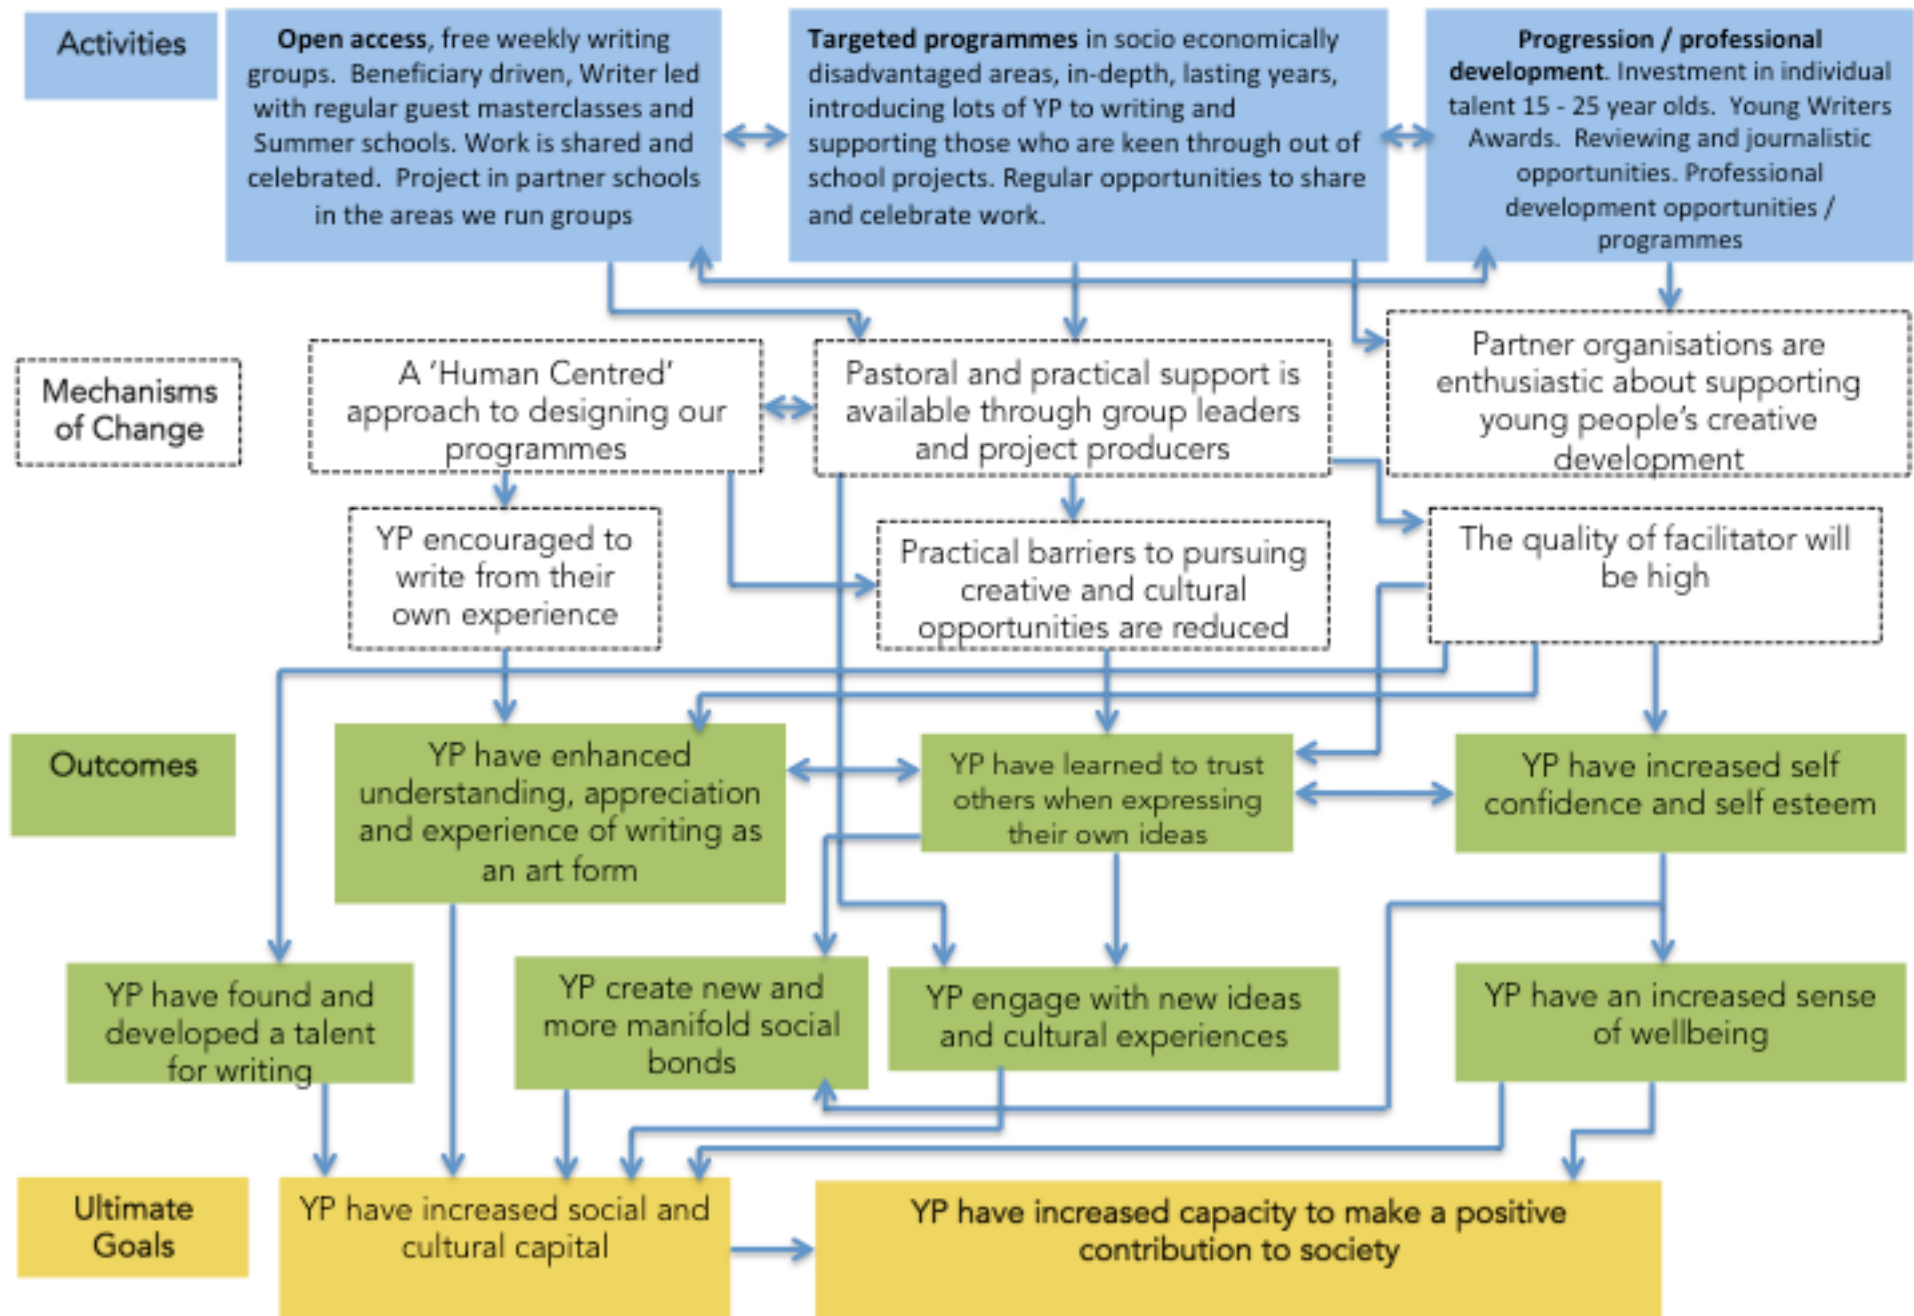 Activities
Open access, free weekly writing
groups. Beneficiary driven, Writer led
with regular guest masterclasses and
Summer schools. Work is shared and
celebrated. Project in partner schools
in the areas we run groups
Targeted programmes in socio economically
disadvantaged areas, in-depth, lasting years,
introducing lots of YP to writing and
supporting those who are keen through out of
school projects. Regular opportunities to share
and celebrate work.
Progression / professional
development. Investment in individual
talent 15 - 25 year olds. Young Writers
Awards. Reviewing and journalistic
opportunities. Professional
development opportunities /
programmes
Mechanisms
of Change
A ‘Human Centred’
approach to designing our
programmes
Pastoral and practical support is
available through group leaders
and project producers
Partner organisations are
enthusiastic about supporting
young people’s creative
development
YP encouraged to
write from their
own experience
Practical barriers to pursuing
creative and cultural
opportunities are reduced
The quality of facilitator will
be high
Outcomes
YP have enhanced
understanding, appreciation
and experience of writing as
an art form
YP have learned to trust
others when expressing
their own ideas
YP have increased self
confidence and self esteem
YP have found and
developed a talent
for writing
YP create new and
more manifold social
bonds
YP engage with new ideas
and cultural experiences
YP have an increased sense
of wellbeing
Ultimate
Goals
YP have increased social and
cultural capital
YP have increased capacity to make a positive
contribution to society